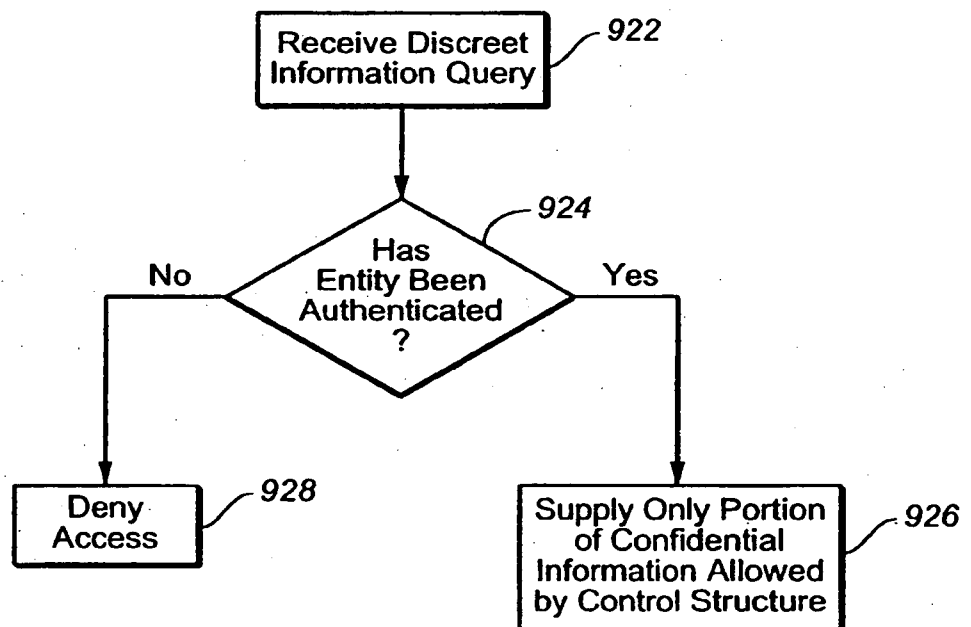 Receive Discreet
Information Query
922
924
Has
Entity Been
Authenticated
?
No
Yes
Deny
Access
928
Supply Only Portion
of Confidential
Information Allowed
by Control Structure
926